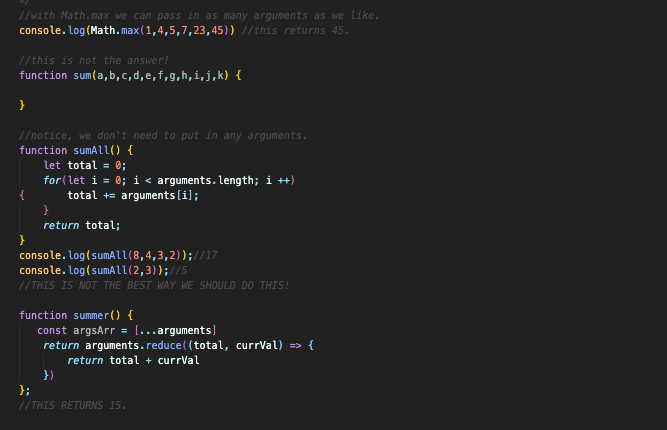 */
//with Math.max we can pass in as many arguments as we like.
console.log(Math.max(1,4,5,7,23,45)) //this returns 45.
//this is not the answer!
function sum(a,b,c,d,e,f,g,h,i,j,k) {
}
//notice, we don't need to put in any arguments.
function sumAll() {
let total = 0;
for(let i = 0; i < arguments.length; i ++)
{ total += arguments[i];
}
return total;
}
console.log(sumAll(8,4,3,2));//17
console.log(sumAll(2,3));//5
//THIS IS NOT THE BEST WAY WE SHOULD DO THIS!
function summer() {
const argsArr = [...arguments]
return arguments.reduce((total, currVal) => {
return total + currVal
})
};
//THIS RETURNS 15.